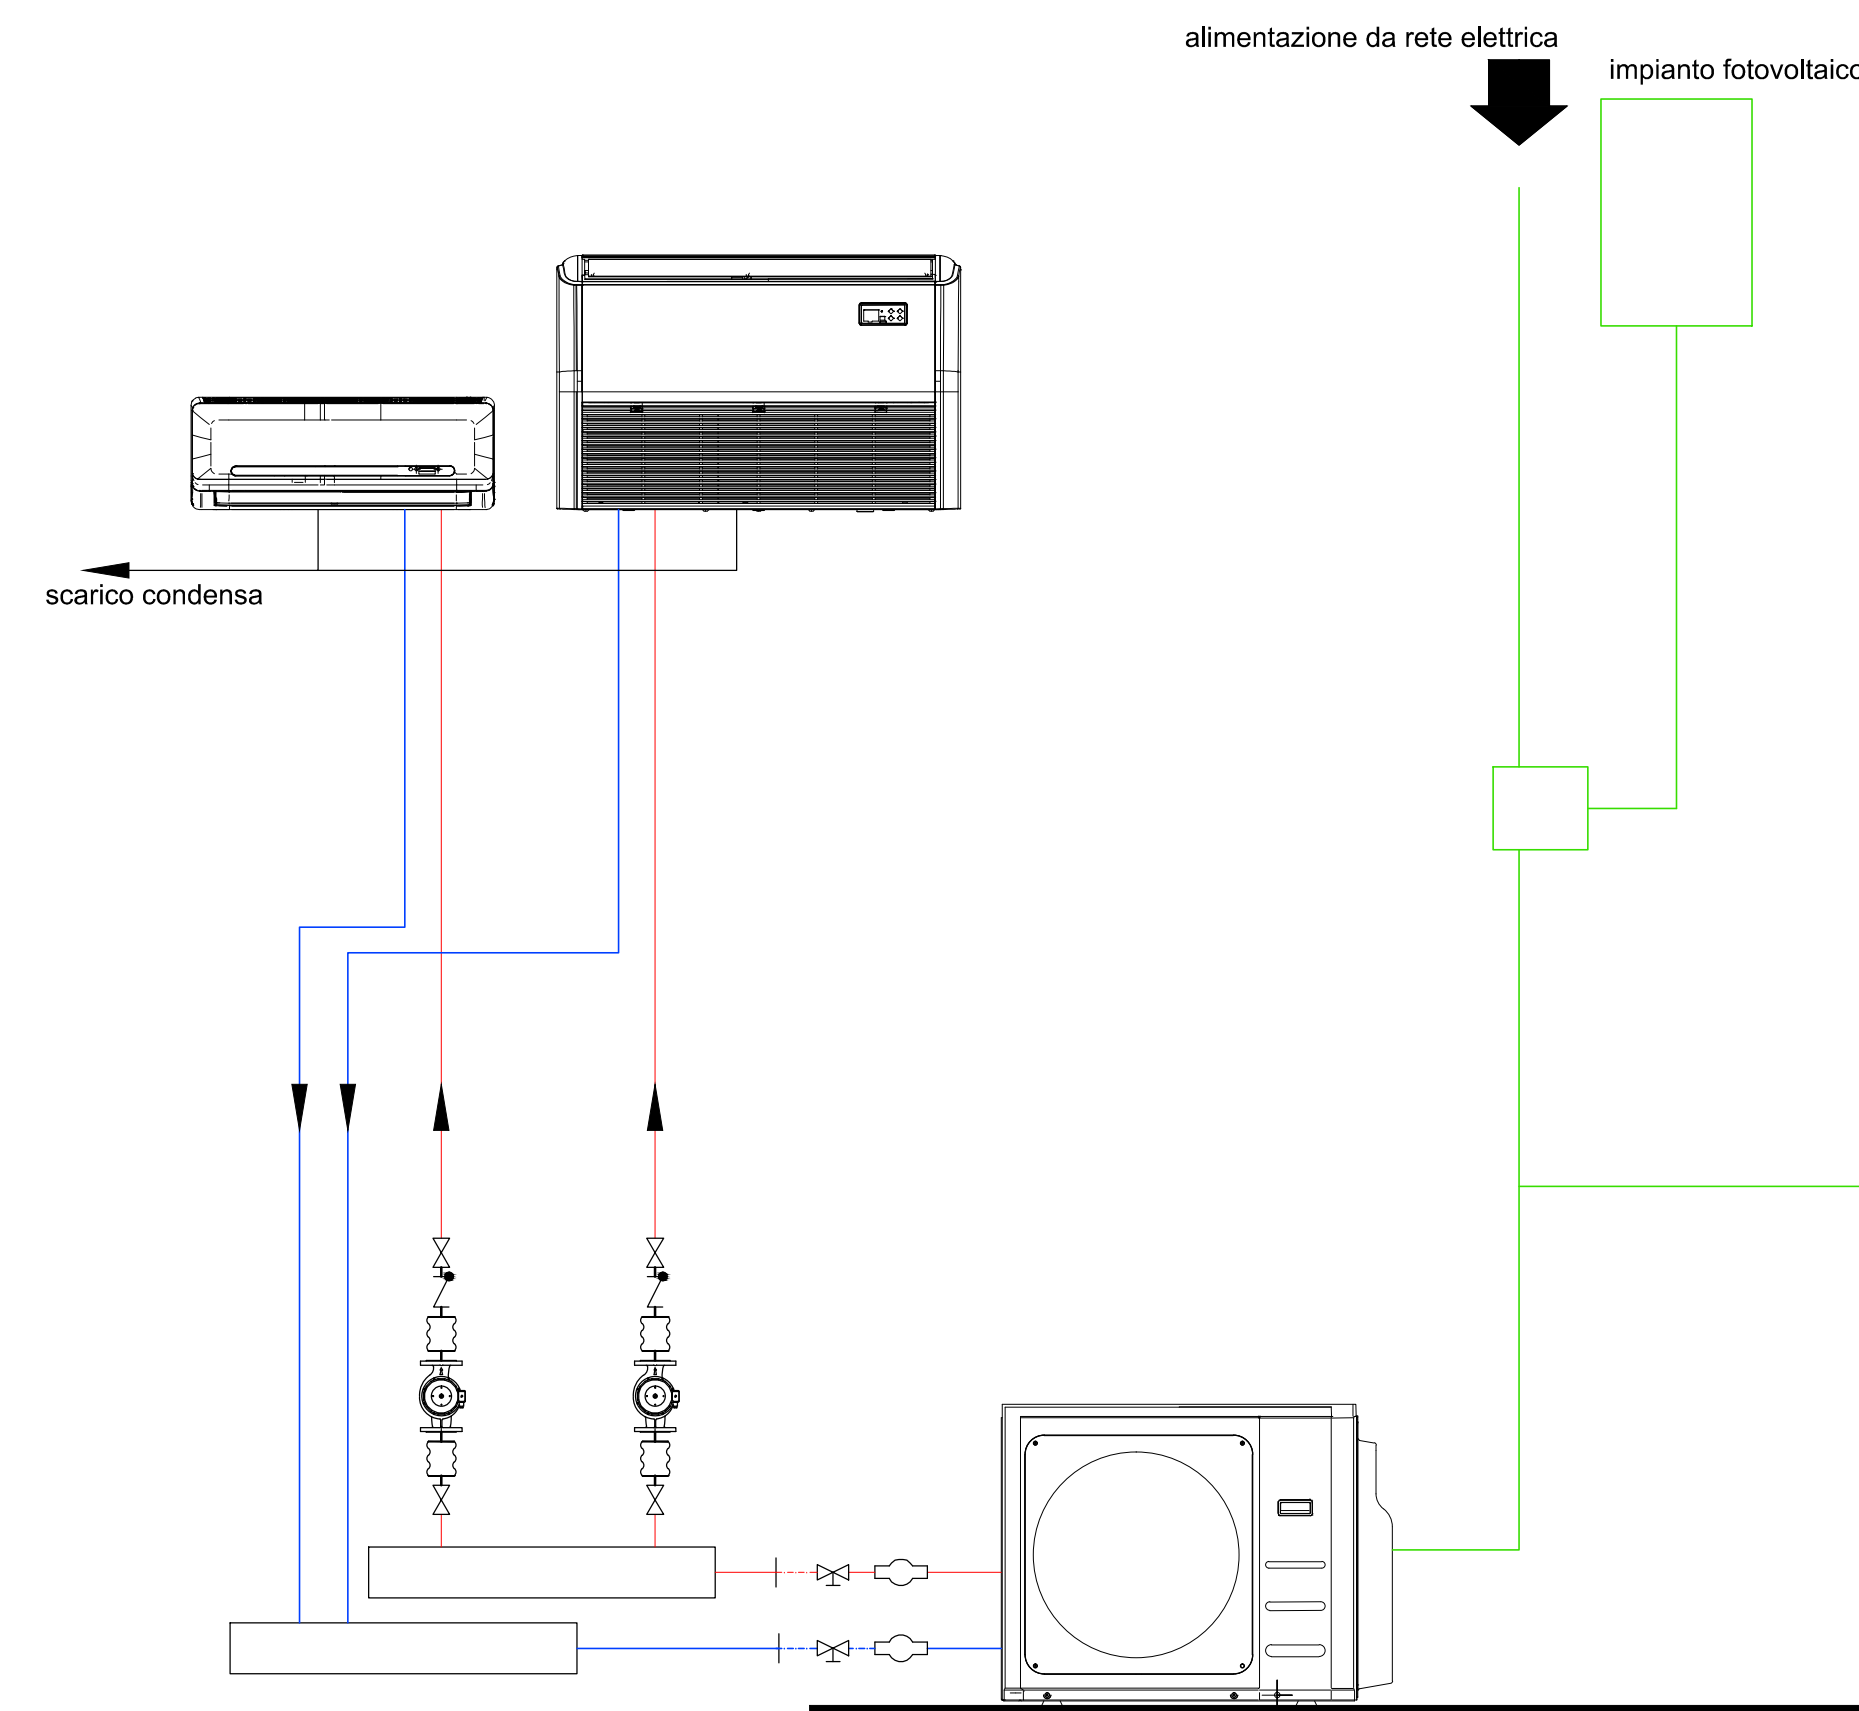 alimentazione da rete elettrica
impianto fotovoltaico
scarico condensa